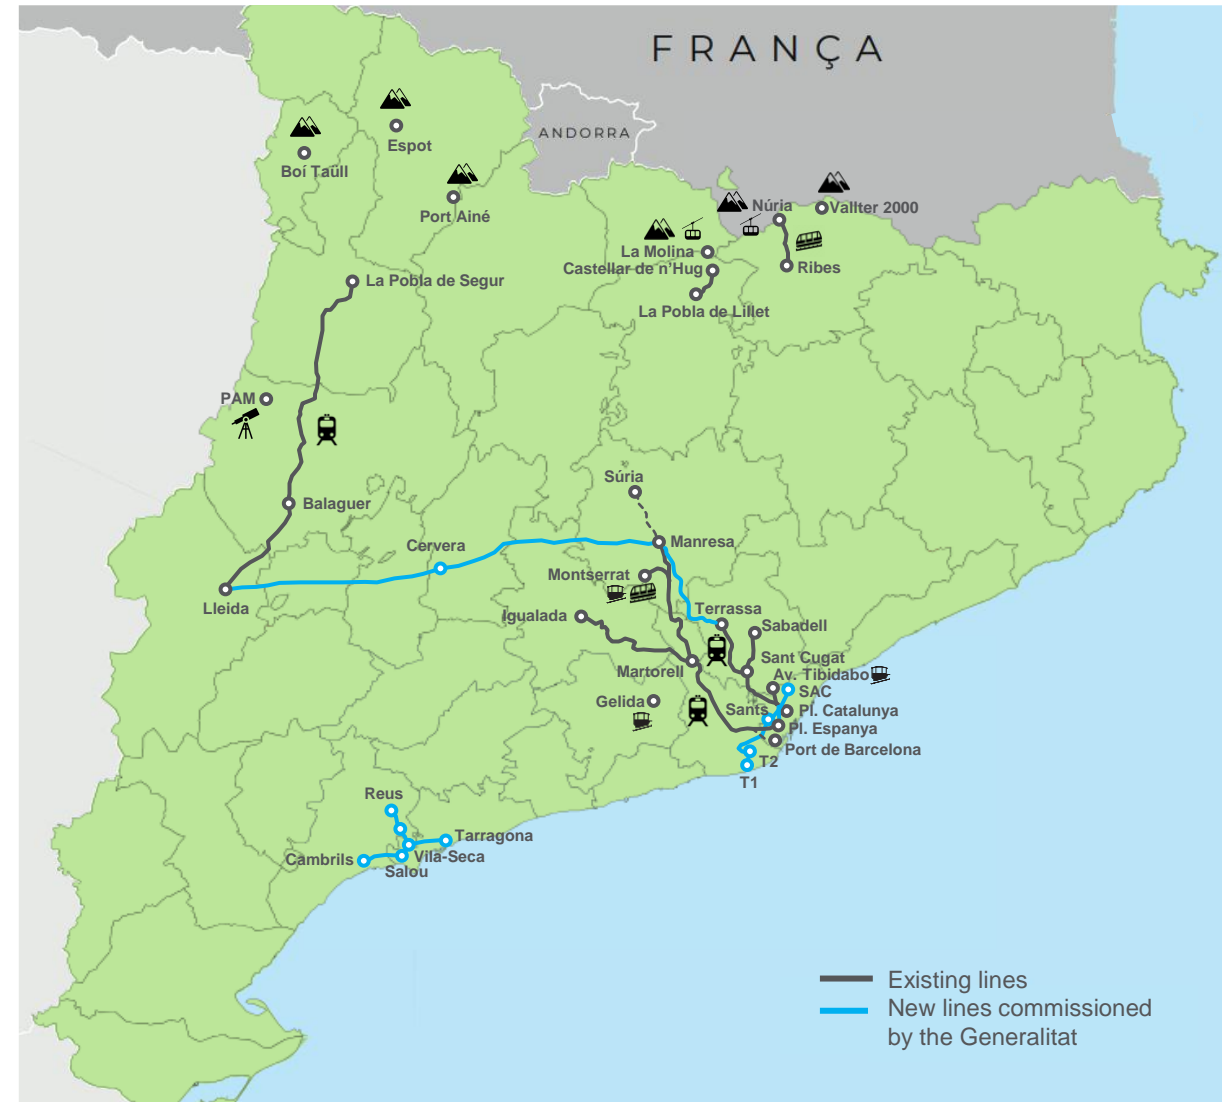 FRANÇA
ANDORRA
Espot
Boí Taüll
Port Ainé
Núria
Vallter 2000
La Molina
Castellar de n'Hug
Ribes
La Pobla de Segur
La Pobla de Lillet
PAM
Súria
Balaguer
Manresa
Cervera
Montserrat
Lleida
Igualada
Terrassa
Sabadell
Sant Cugat
Martorell
Av. Tibidabo
SAC
Gelida
Sants
Pl. Catalunya
Pl. Espanya
Port de Barcelona
T2
T1
Reus
Tarragona
Cambrils
Vila-Seca
Salou
Existing lines
New lines commissioned
by the Generalitat